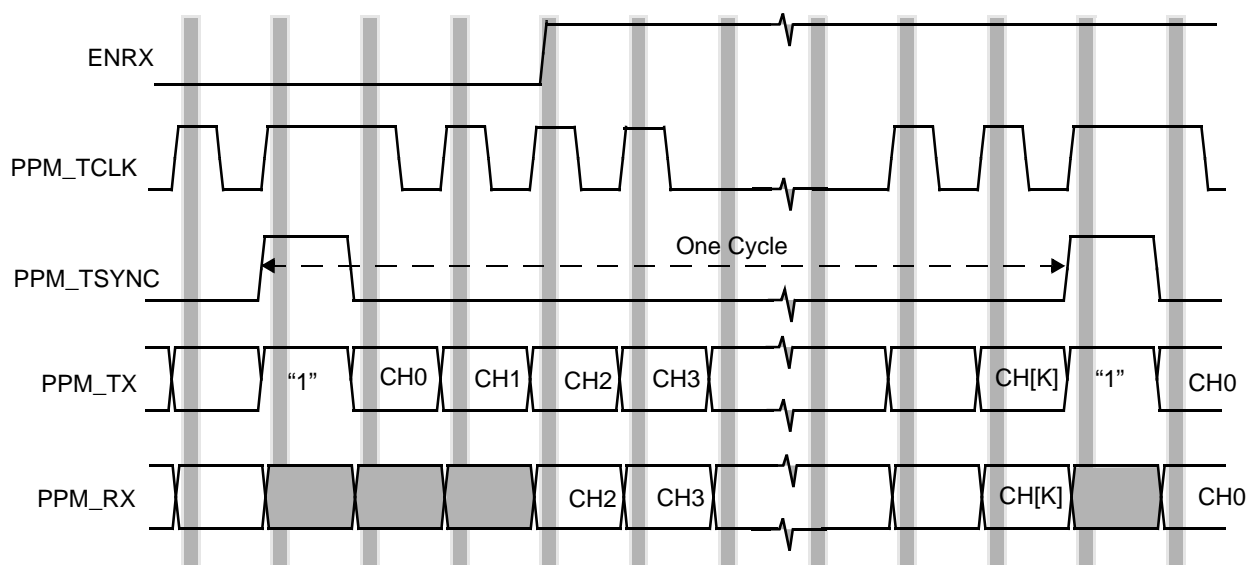 ENRX
PPM_TCLK
One Cycle
PPM_TSYNC
PPM_TX “1” CH0 CH1 CH2 CH3 CH[K] “1” CH0
PPM_RX CH2 CH3 CH[K] CH0